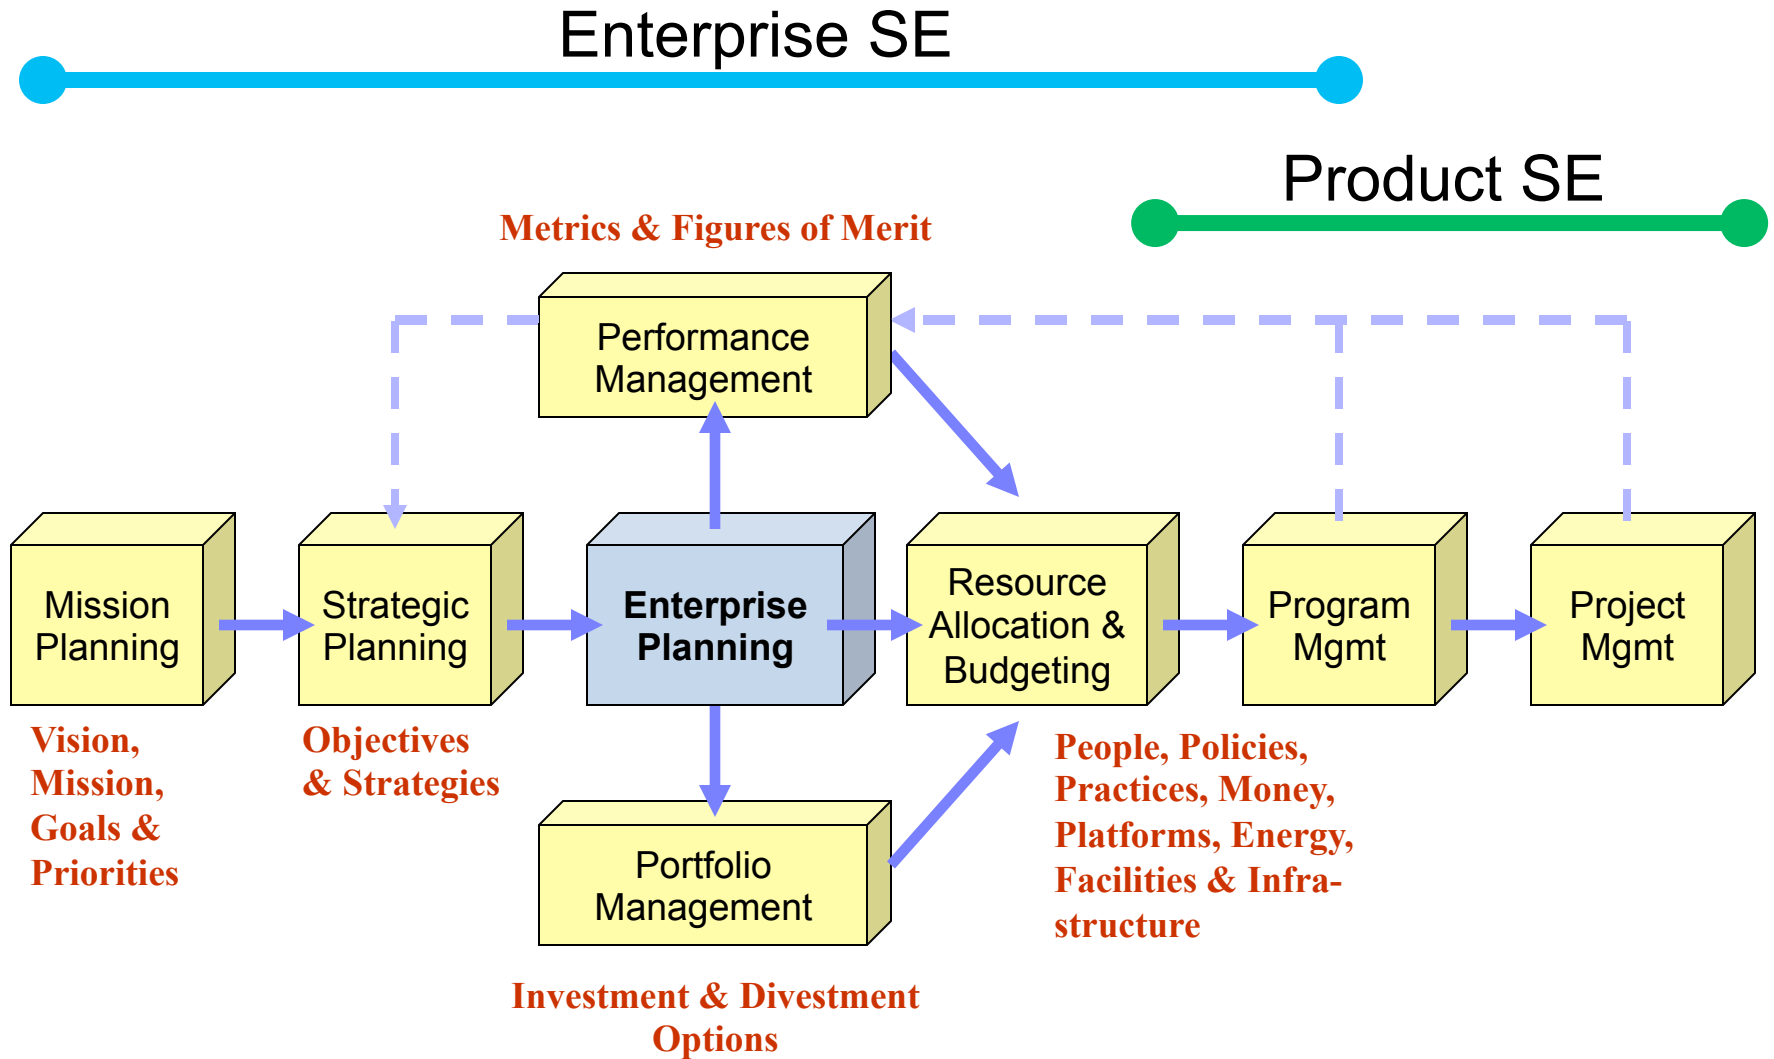 Enterprise SE
Product SE
Metrics & Figures of Merit
Performance
Management
Mission
Planning
Strategic
Planning
Enterprise
Planning
Resource
Allocation &
Budgeting
Program
Mgmt
Project
Mgmt
Vision,
Mission,
Goals &
Priorities
Objectives
& Strategies
People, Policies,
Practices, Money,
Platforms, Energy,
Facilities & Infra-
structure
Portfolio
Management
Investment & Divestment
Options